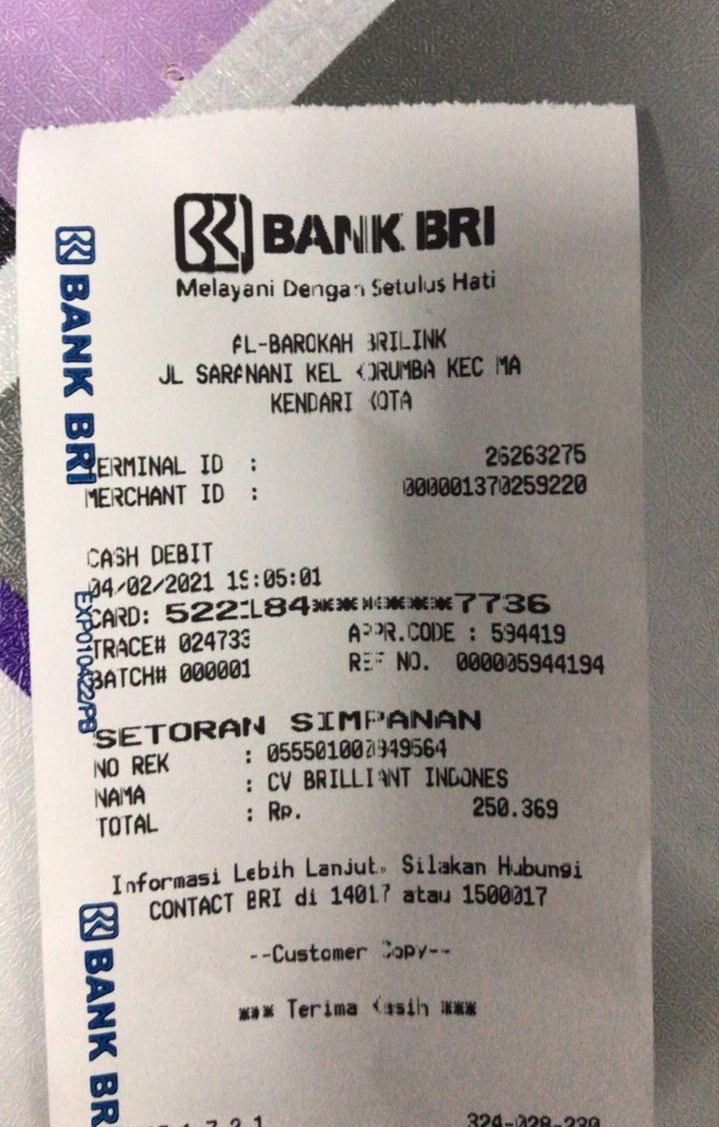 BANK BRI
Melayani Dengan Setulus Hati
AL-BAROKAH BRILINK
JL SARANANI KEL KORUMBA KEC MA
KENDARI KOTA
TERMINAL ID : 26263275
MERCHANT ID : 000001370259220
CASH DEBIT
04/02/2021 19:05:01
CARD: 522184********7736
TRACE# 024733 APPR.CODE : 594419
BATCH# 000001 REF NO. 000005944194
SETORAN SIMPANAN
NO REK :
NAMA : CV BRILLIANT INDONES
TOTAL : Rp. 250.369
Informasi Lebih Lanjut, Silakan Hubungi
CONTACT BRI di 14017 atau 1500017
--Customer Copy--
*** Terima Kasih ***
324-028-230
BANK BRI
EXP010422/PS
BANK BR